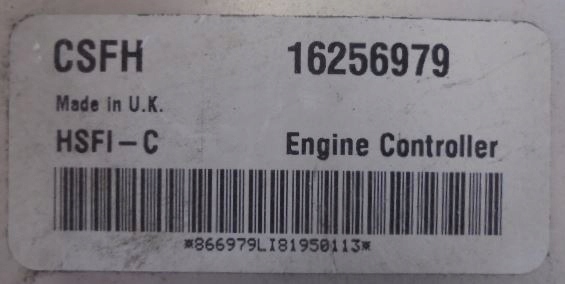 CSFH 16256979
Made in U.K.
HSFI-C Engine Controller
*866979LI81950113*